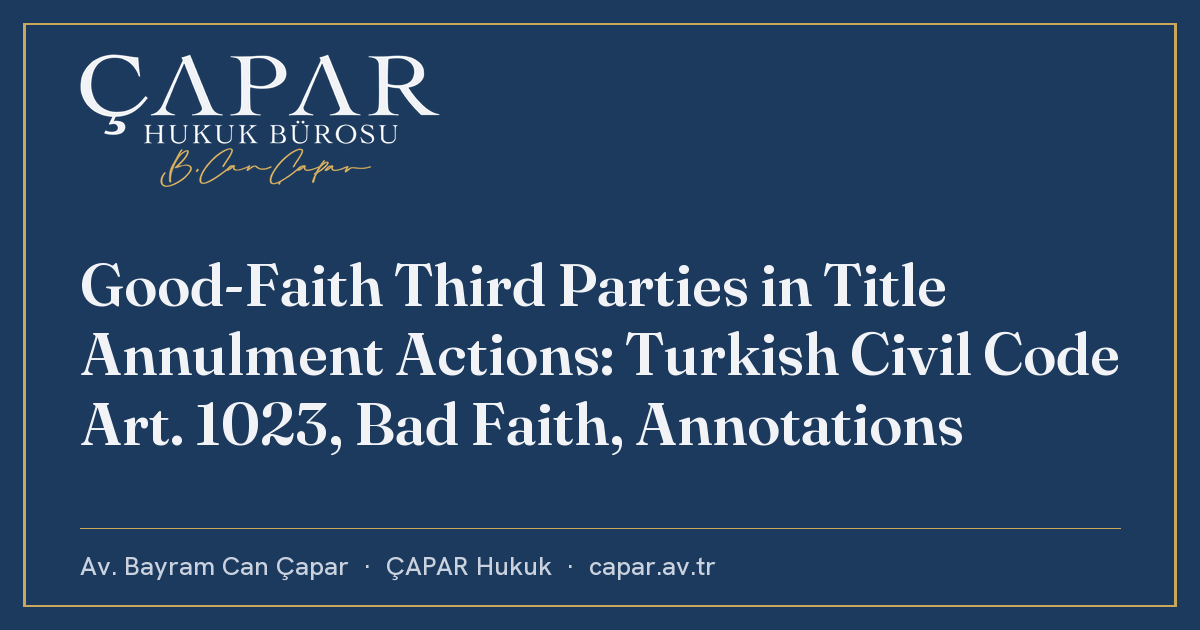 ÇAPAR
HUKUK BÜROSU
B.Can Çapar
Good-Faith Third Parties in Title
Annulment Actions: Turkish Civil Code
Art. 1023, Bad Faith, Annotations
Av. Bayram Can Çapar · ÇAPAR Hukuk · capar.av.tr